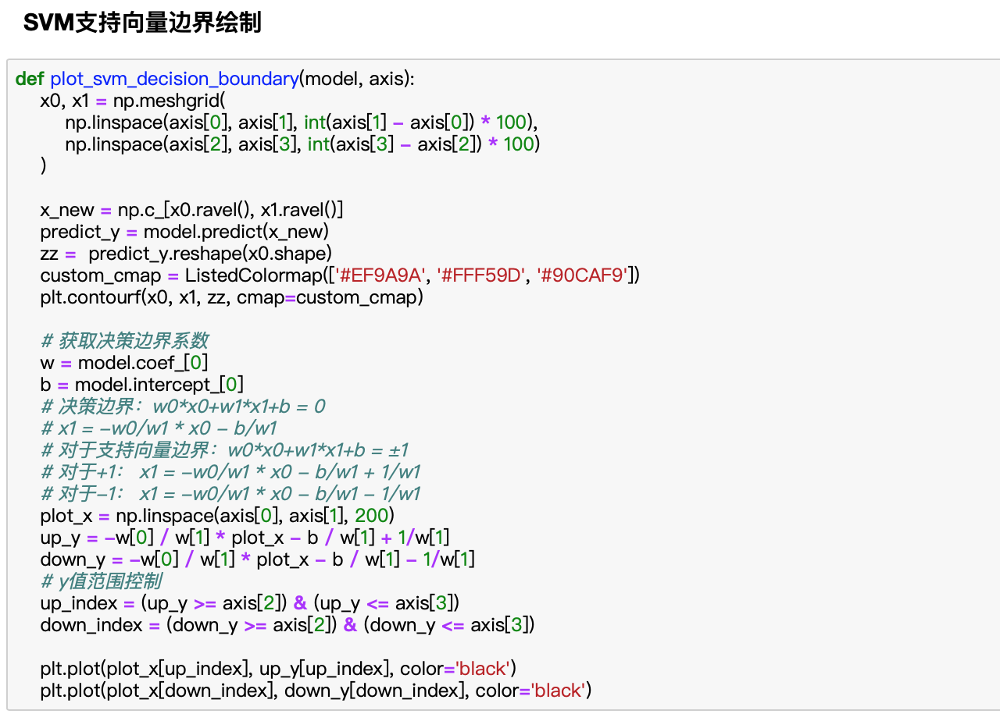 SVM支持向量边界绘制
def plot_svm_decision_boundary(model, axis):
    x0, x1 = np.meshgrid(
        np.linspace(axis[0], axis[1], int(axis[1] - axis[0]) * 100),
        np.linspace(axis[2], axis[3], int(axis[3] - axis[2]) * 100)
    )
    x_new = np.c_[x0.ravel(), x1.ravel()]
    predict_y = model.predict(x_new)
    zz =  predict_y.reshape(x0.shape)
    custom_cmap = ListedColormap(['#EF9A9A', '#FFF59D', '#90CAF9'])
    plt.contourf(x0, x1, zz, cmap=custom_cmap)
    # 获取决策边界系数
    w = model.coef_[0]
    b = model.intercept_[0]
    # 决策边界：w0*x0+w1*x1+b = 0
    # x1 = -w0/w1 * x0 - b/w1
    # 对于支持向量边界：w0*x0+w1*x1+b = ±1
    # 对于+1： x1 = -w0/w1 * x0 - b/w1 + 1/w1
    # 对于-1： x1 = -w0/w1 * x0 - b/w1 - 1/w1
    plot_x = np.linspace(axis[0], axis[1], 200)
    up_y = -w[0] / w[1] * plot_x - b / w[1] + 1/w[1]
    down_y = -w[0] / w[1] * plot_x - b / w[1] - 1/w[1]
    # y值范围控制
    up_index = (up_y >= axis[2]) & (up_y <= axis[3])
    down_index = (down_y >= axis[2]) & (down_y <= axis[3])
    plt.plot(plot_x[up_index], up_y[up_index], color='black')
    plt.plot(plot_x[down_index], down_y[down_index], color='black')